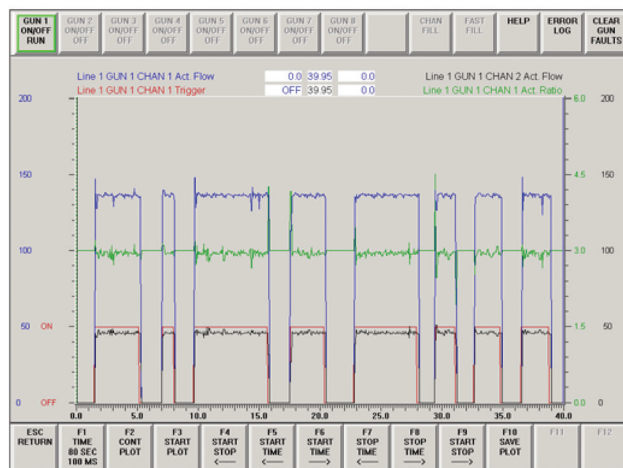 GUN 1 ON/OFF RUN
GUN 2 ON/OFF OFF
GUN 3 ON/OFF OFF
GUN 4 ON/OFF OFF
GUN 5 ON/OFF OFF
GUN 6 ON/OFF OFF
GUN 7 ON/OFF OFF
GUN 8 ON/OFF OFF
CHAN FILL
FAST FILL
HELP
ERROR LOG
CLEAR GUN FAULTS
Line 1 GUN 1 CHAN 1 Act. Flow 0.0 39.95 0.0 Line 1 GUN 1 CHAN 2 Act. Flow
Line 1 GUN 1 CHAN 1 Trigger OFF 39.95 0.0 Line 1 GUN 1 CHAN 1 Act. Ratio
200 6.0 200
150 4.5 150
100 3.0 100
50 ON 1.5 50
0 OFF 0.0 0
0.0 5.0 10.0 15.0 20.0 25.0 30.0 35.0 40.0
ESC RETURN
F1 TIME 80 SEC 100 MS
F2 CONT PLOT
F3 START PLOT
F4 START STOP <----
F5 START TIME <----
F6 START TIME ---->
F7 STOP TIME <----
F8 STOP TIME ---->
F9 START STOP ---->
F10 SAVE PLOT
F11
F12